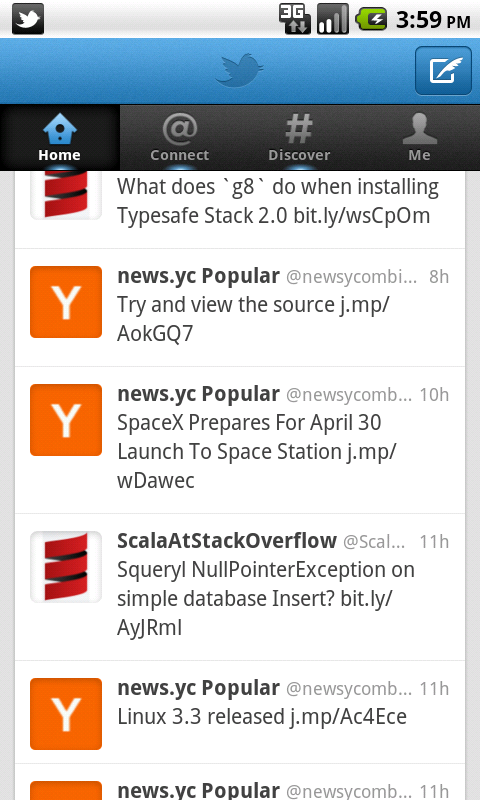 3G 3:59 PM
Home @ Connect # Discover Me
What does `g8` do when installing
Typesafe Stack 2.0 bit.ly/wsCpOm
news.yc Popular @newsycombi... 8h
Try and view the source j.mp/
AokGQ7
news.yc Popular @newsycomb... 10h
SpaceX Prepares For April 30
Launch To Space Station j.mp/
wDawec
ScalaAtStackOverflow @Scal... 11h
Squeryl NullPointerException on
simple database Insert? bit.ly/
AyJRml
news.yc Popular @newsycomb... 11h
Linux 3.3 released j.mp/Ac4Ece
news.yc Popular @newsycomb... 11h